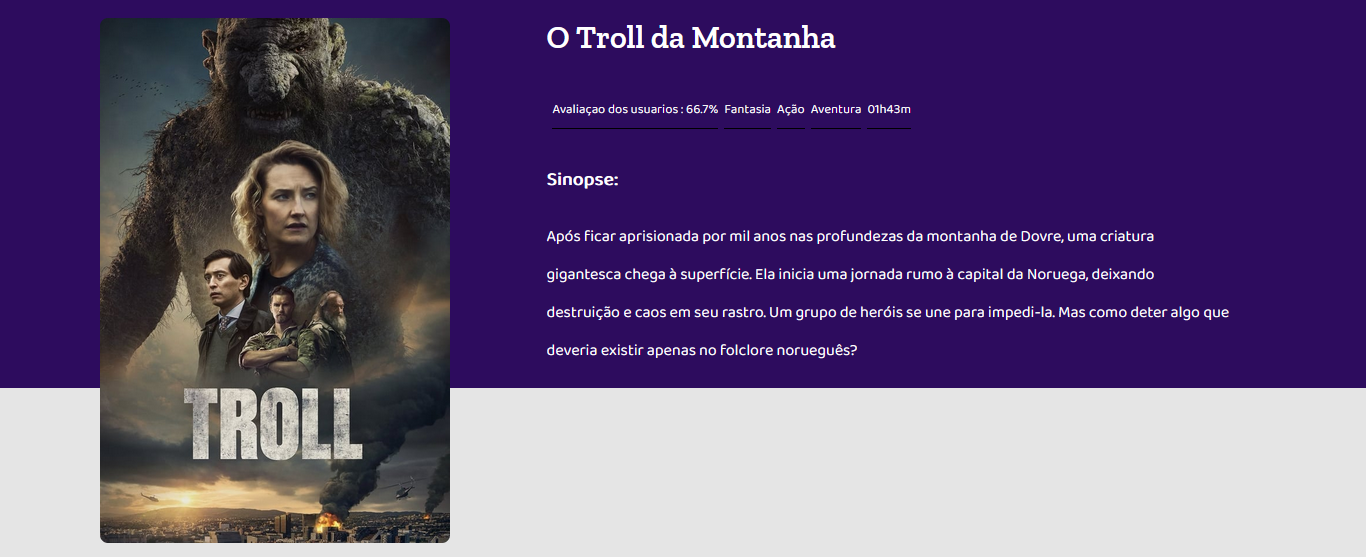 O Troll da Montanha
Avaliaçao dos usuarios : 66.7% Fantasia Ação Aventura 01h43m
Sinopse:
Após ficar aprisionada por mil anos nas profundezas da montanha de Dovre, uma criatura
gigantesca chega à superfície. Ela inicia uma jornada rumo à capital da Noruega, deixando
destruição e caos em seu rastro. Um grupo de heróis se une para impedi-la. Mas como deter algo que
deveria existir apenas no folclore norueguês?
TROLL